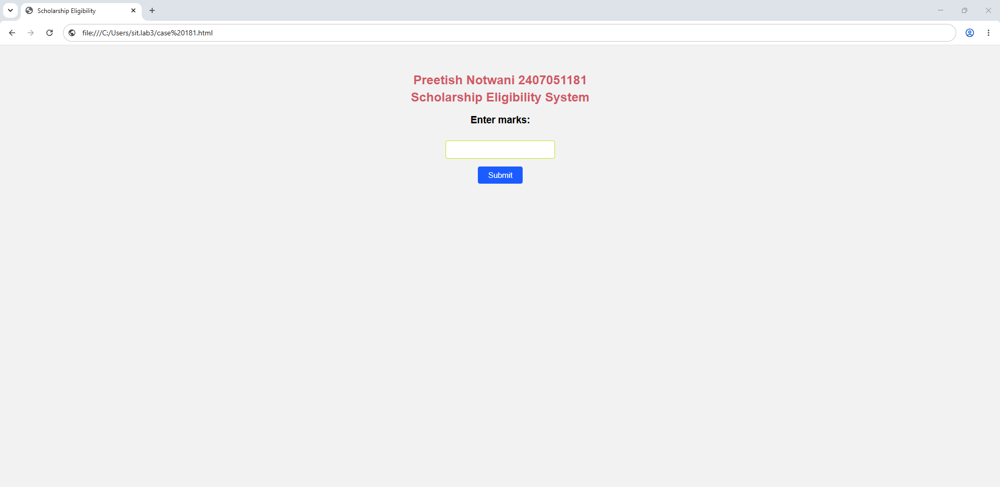 Scholarship Eligibility
file:///C:/Users/sit.lab3/case%20181.html
Preetish Notwani 2407051181
Scholarship Eligibility System
Enter marks:
Submit